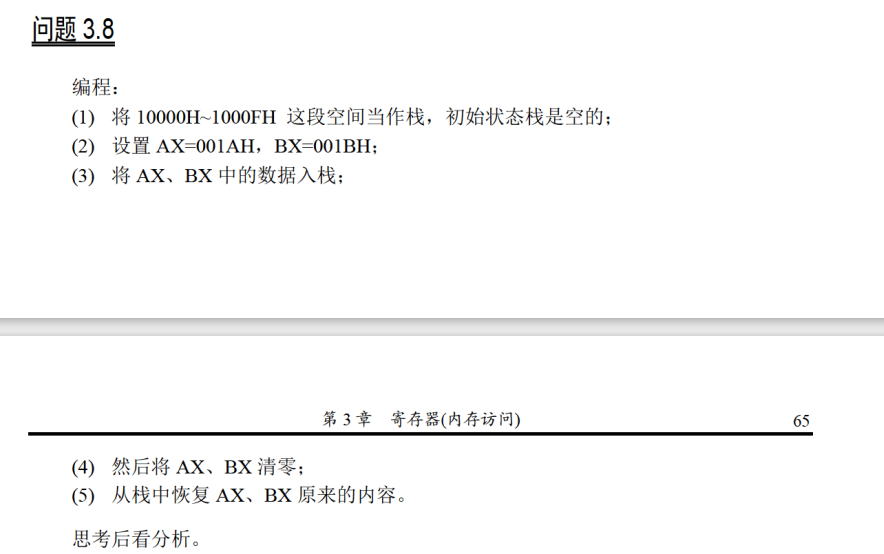 问题 3.8
编程：
(1) 将 10000H~1000FH 这段空间当作栈，初始状态栈是空的；
(2) 设置 AX=001AH，BX=001BH；
(3) 将 AX、BX 中的数据入栈；
第 3 章 寄存器(内存访问) 65
(4) 然后将 AX、BX 清零；
(5) 从栈中恢复 AX、BX 原来的内容。
思考后看分析。